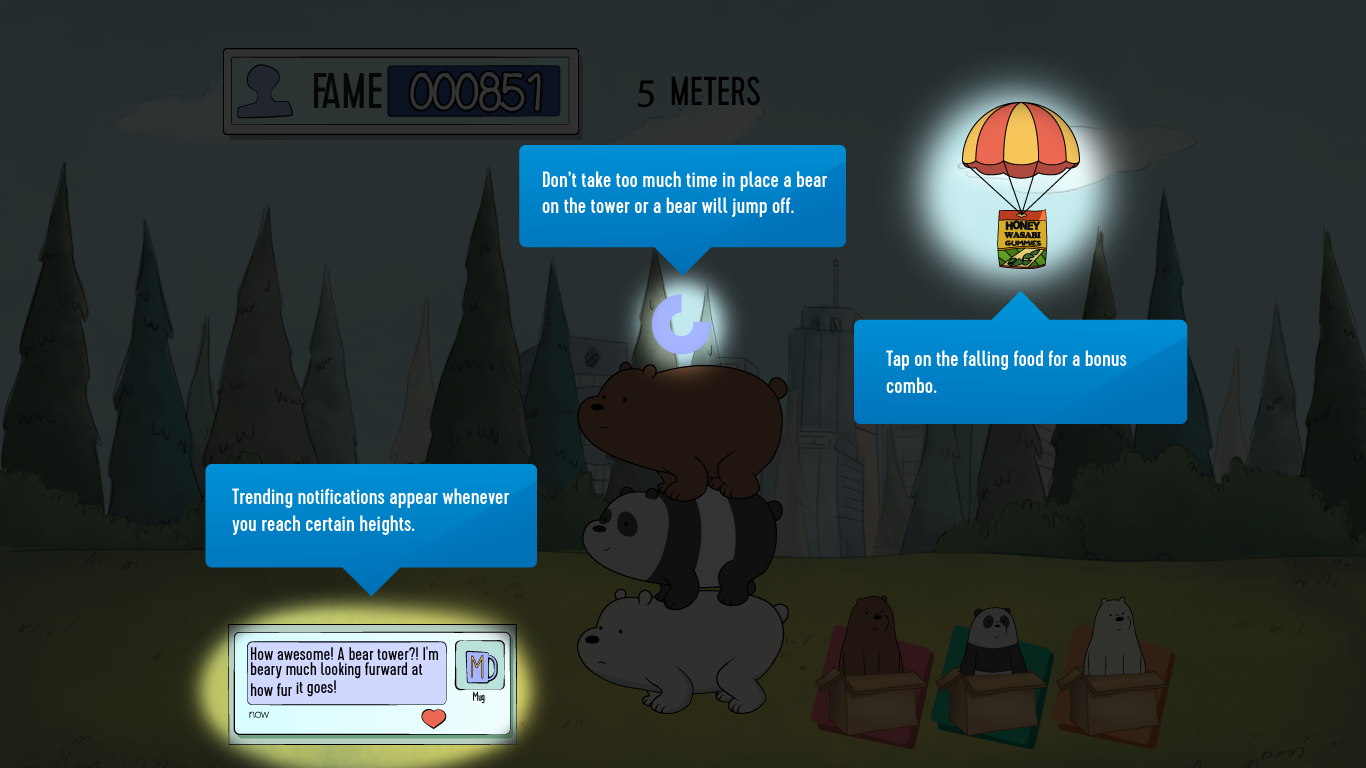 FAME 000851
5 METERS
Don't take too much time in place a bear
on the tower or a bear will jump off.
HONEY
WASABI
GUMMIES
Tap on the falling food for a bonus
combo.
Trending notifications appear whenever
you reach certain heights.
How awesome! A bear tower?! I'm
beary much looking furward at
how fur it goes!
now
M
Mug